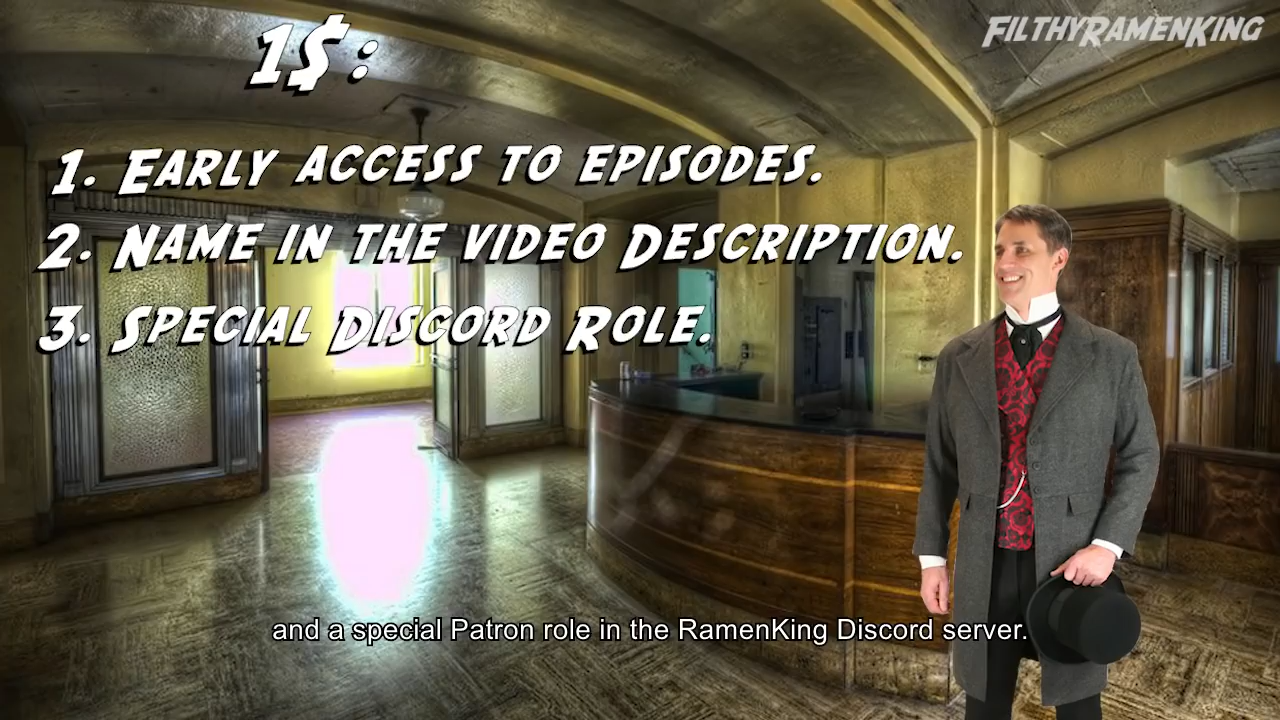 FilthyRamenKing
1$:
1. Early access to episodes.
2. Name in the video Description.
3. Special Discord Role.
and a special Patron role in the RamenKing Discord server.